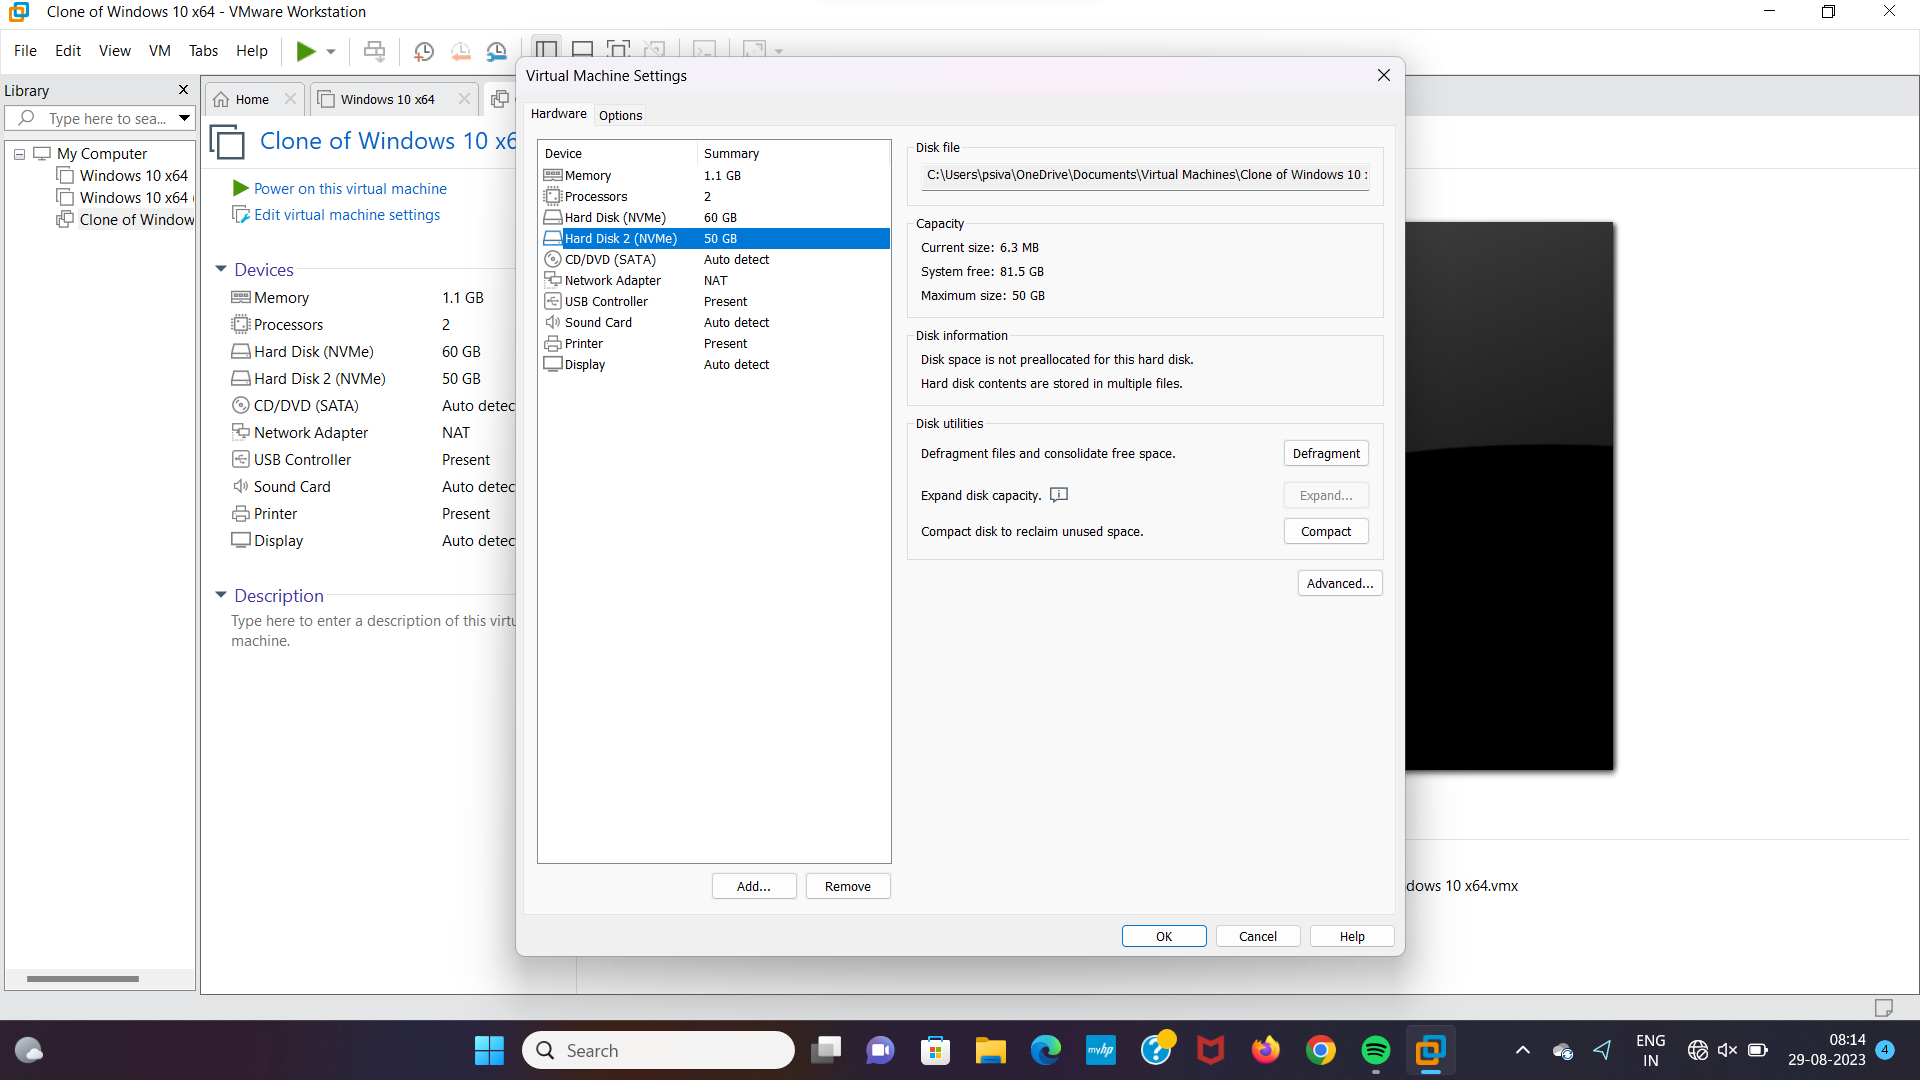 Clone of Windows 10 x64 - VMware Workstation
File Edit View VM Tabs Help
Library
Type here to sea...
My Computer
Windows 10 x64
Windows 10 x64
Clone of Window
Home
Windows 10 x64
Clone of Windows 10 x6
Power on this virtual machine
Edit virtual machine settings
Devices
Memory 1.1 GB
Processors 2
Hard Disk (NVMe) 60 GB
Hard Disk 2 (NVMe) 50 GB
CD/DVD (SATA) Auto detec
Network Adapter NAT
USB Controller Present
Sound Card Auto detec
Printer Present
Display Auto detec
Description
Type here to enter a description of this virtu
machine.
Virtual Machine Settings
Hardware Options
Device Summary
Memory 1.1 GB
Processors 2
Hard Disk (NVMe) 60 GB
Hard Disk 2 (NVMe) 50 GB
CD/DVD (SATA) Auto detect
Network Adapter NAT
USB Controller Present
Sound Card Auto detect
Printer Present
Display Auto detect
Add... Remove
Disk file
C:\Users\psiva\OneDrive\Documents\Virtual Machines\Clone of Windows 10
Capacity
Current size: 6.3 MB
System free: 81.5 GB
Maximum size: 50 GB
Disk information
Disk space is not preallocated for this hard disk.
Hard disk contents are stored in multiple files.
Disk utilities
Defragment files and consolidate free space. Defragment
Expand disk capacity. Expand...
Compact disk to reclaim unused space. Compact
Advanced...
OK Cancel Help
dows 10 x64.vmx
Search
myhp
ENG
IN
08:14
29-08-2023
4